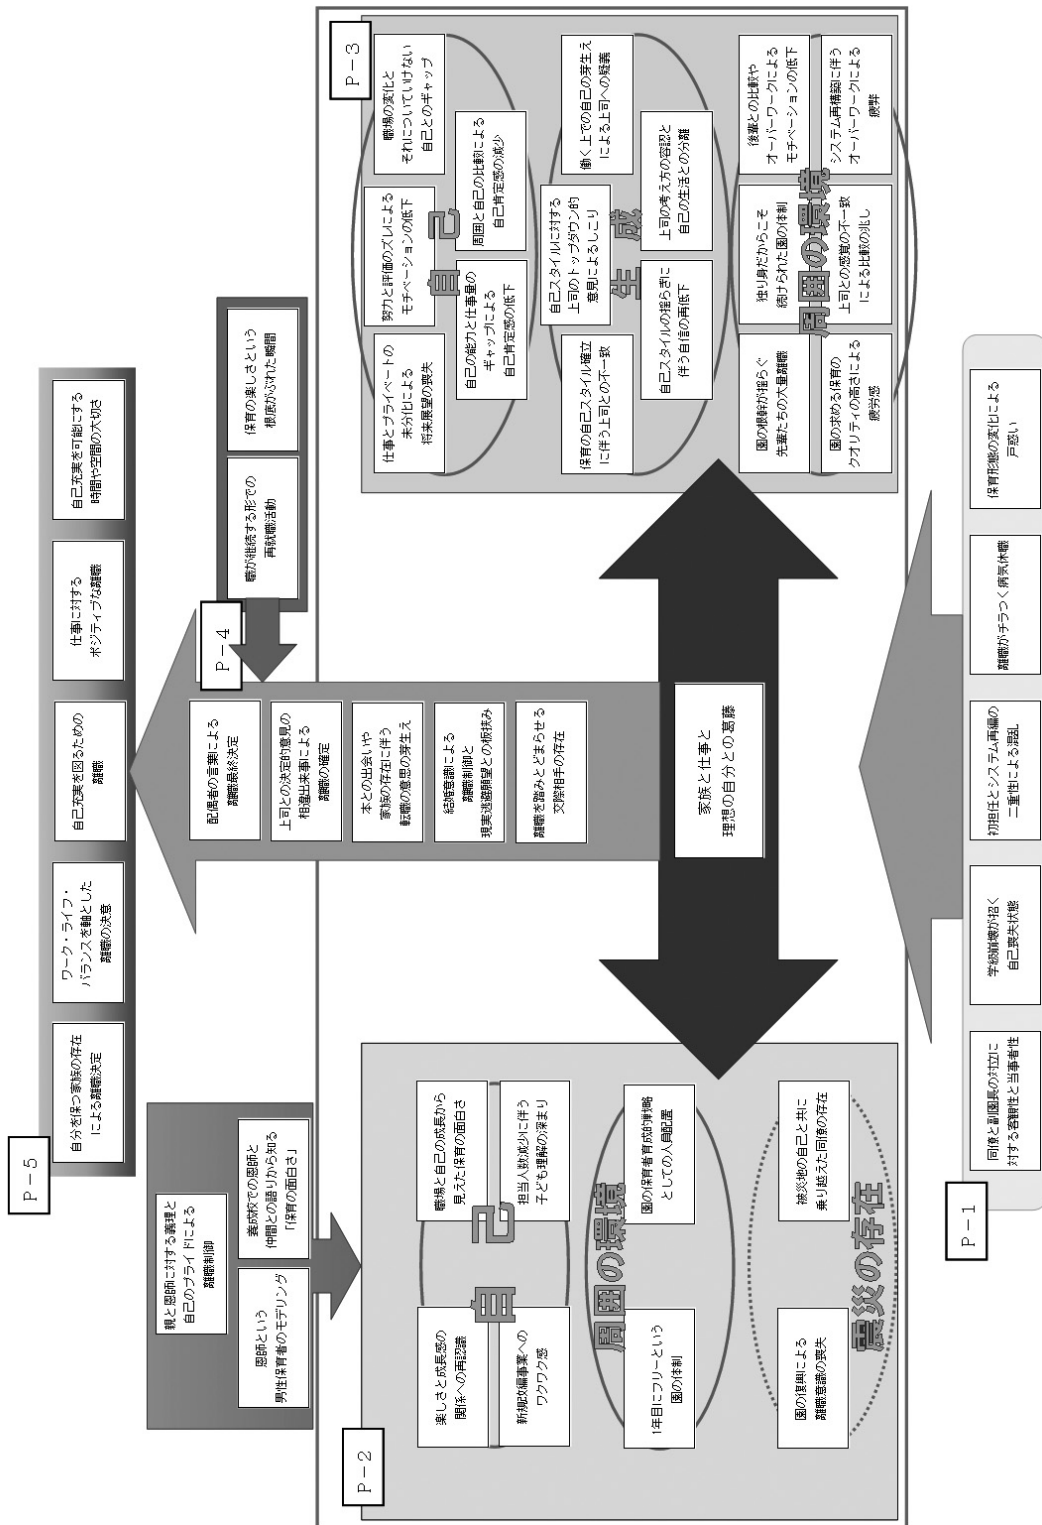 P-5
自分を保つ家族の存在
による離職決定
ワーク・ライフ・
バランスを軸とした
離職の決意
自己充実を図るための
離職
仕事に対する
ポジティブな離職
自己充実を可能にする
時間や空間の大切さ
親と恩師に対する義理と
自己のプライドによる
離職制御
恩師という
男性保育者のモデリング
養成校での恩師と
仲間との語りから知る
「保育の面白さ」
配偶者の言葉による
離職最終決定
上司との決定的意見の
相違出来事による
離職の確定
本との出会いや
家族の存在に伴う
転職の意思の芽生え
結婚意識による
離職制御と
現実逃避願望との板挟み
離職を踏みとどまらせる
交際相手の存在
P-4
職が継続する形での
再就職活動
保育の楽しさという
根底がぶれた瞬間
P-2
楽しさと成長感の
関係への再認識
職場と自己の成長から
見えた保育の面白さ
自己
新規改編事業への
ワクワク感
担当人数減少に伴う
子ども理解の深まり
周囲の環境
1年目にフリーという
園の体制
園の保育者育成的戦略
としての人員配置
園の復興による
離職意識の喪失
被災地の自己と共に
乗り越えた同僚の存在
震災の存在
家族と仕事と
理想の自分との葛藤
P-3
仕事とプライベートの
未分化による
将来展望の喪失
努力と評価のズレによる
モチベーションの低下
職場の変化と
それについていけない
自己とのギャップ
自己
自己の能力と仕事量の
ギャップによる
自己肯定感の低下
周囲と自己の比較による
自己肯定感の減少
保育の自己スタイル確立
に伴う上司との不一致
自己スタイルに対する
上司のトップダウン的
意見によるしこり
働く上での自己の芽生え
による上司への疑義
生成
自己スタイルの揺らぎに
伴う自信の再低下
上司の考え方の容認と
自己の生活との分離
園の根幹が揺らぐ
先輩たちの大量離職
独り身だからこそ
続けられた園の体制
後輩との比較や
オーバーワークによる
モチベーションの低下
周囲の環境
園の求める保育の
クオリティの高さによる
疲労感
上司との感覚の不一致
による比較の兆し
システム再構築に伴う
オーバーワークによる
疲弊
P-1
同僚と副園長の対立に
対する客観性と当事者性
学級崩壊が招く
自己喪失状態
初担任とシステム再編の
二重性による混乱
離職がチラつく病気休職
保育形態の変化による
戸惑い